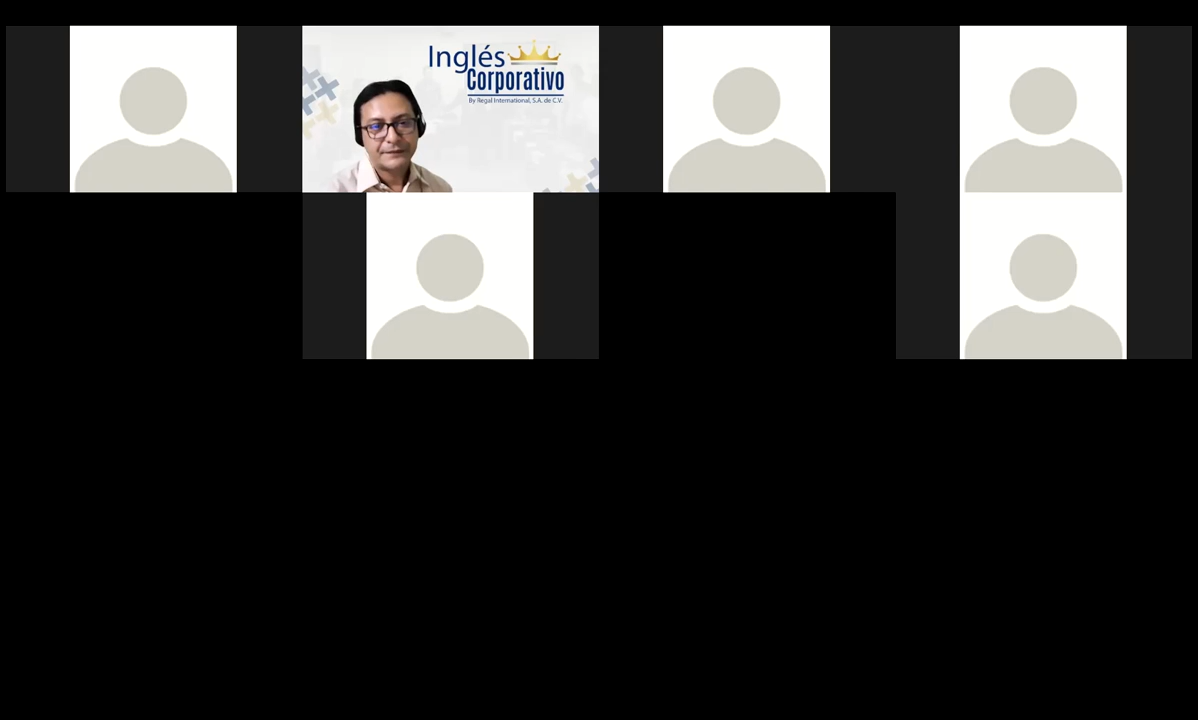 Inglés
Corporativo
By Regal International, S.A. de C.V.